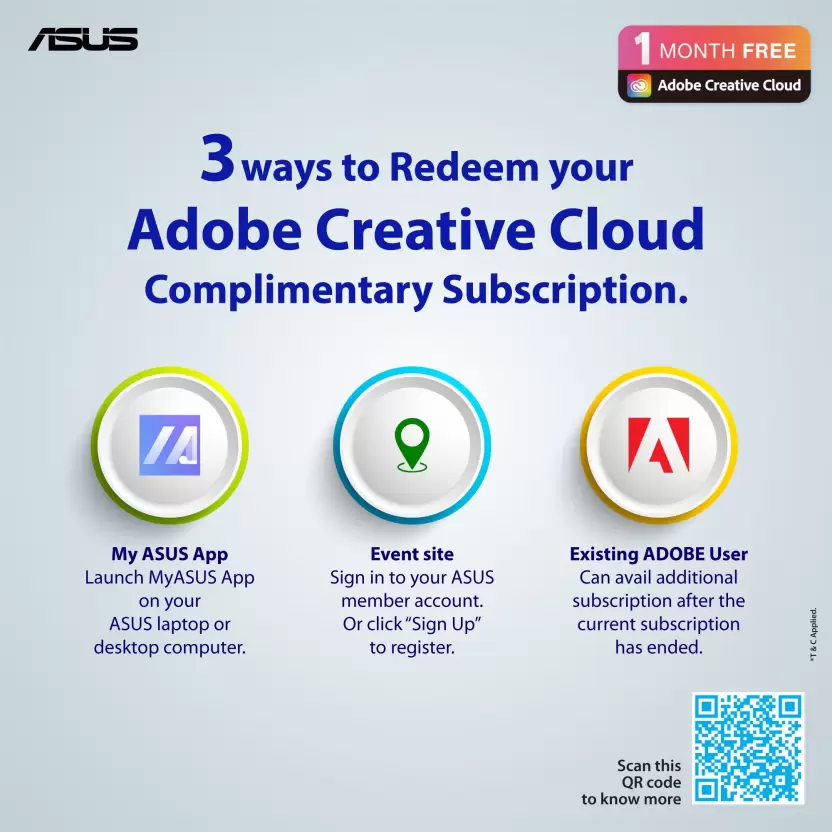 ASUS
1 MONTH FREE
Adobe Creative Cloud
3 ways to Redeem your
Adobe Creative Cloud
Complimentary Subscription.
My ASUS App
Launch MyASUS App
on your
ASUS laptop or
desktop computer.
Event site
Sign in to your ASUS
member account.
Or click “Sign Up”
to register.
Existing ADOBE User
Can avail additional
subscription after the
current subscription
has ended.
*T & C Applied.
Scan this
QR code
to know more